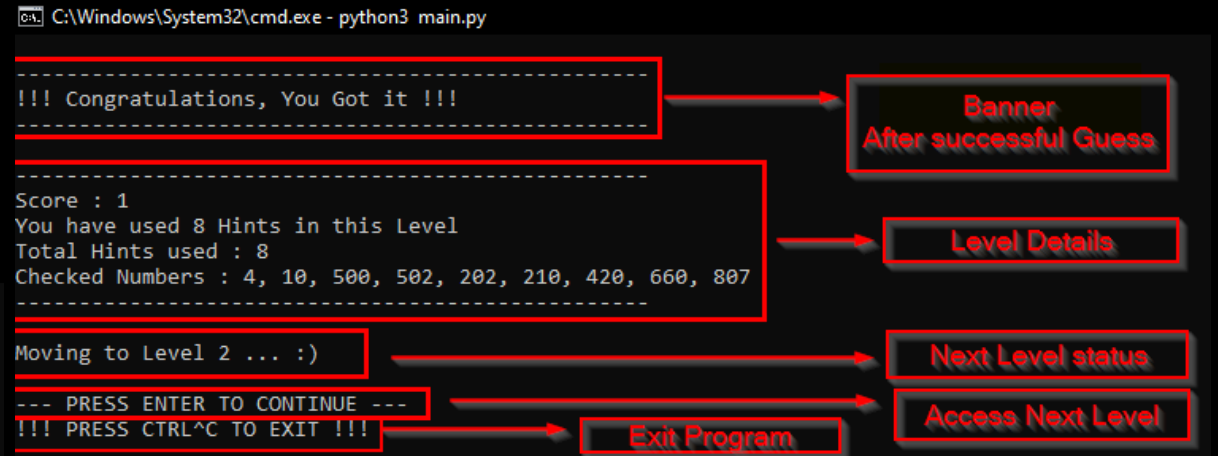 C:\Windows\System32\cmd.exe - python3 main.py
--------------------------------------------------
!!! Congratulations, You Got it !!!
--------------------------------------------------
Banner
After successful Guess
--------------------------------------------------
Score : 1
You have used 8 Hints in this Level
Total Hints used : 8
Checked Numbers : 4, 10, 500, 502, 202, 210, 420, 660, 807
--------------------------------------------------
Level Details
Moving to Level 2 ... :)
Next Level status
--- PRESS ENTER TO CONTINUE ---
Access Next Level
!!! PRESS CTRL^C TO EXIT !!!
Exit Program